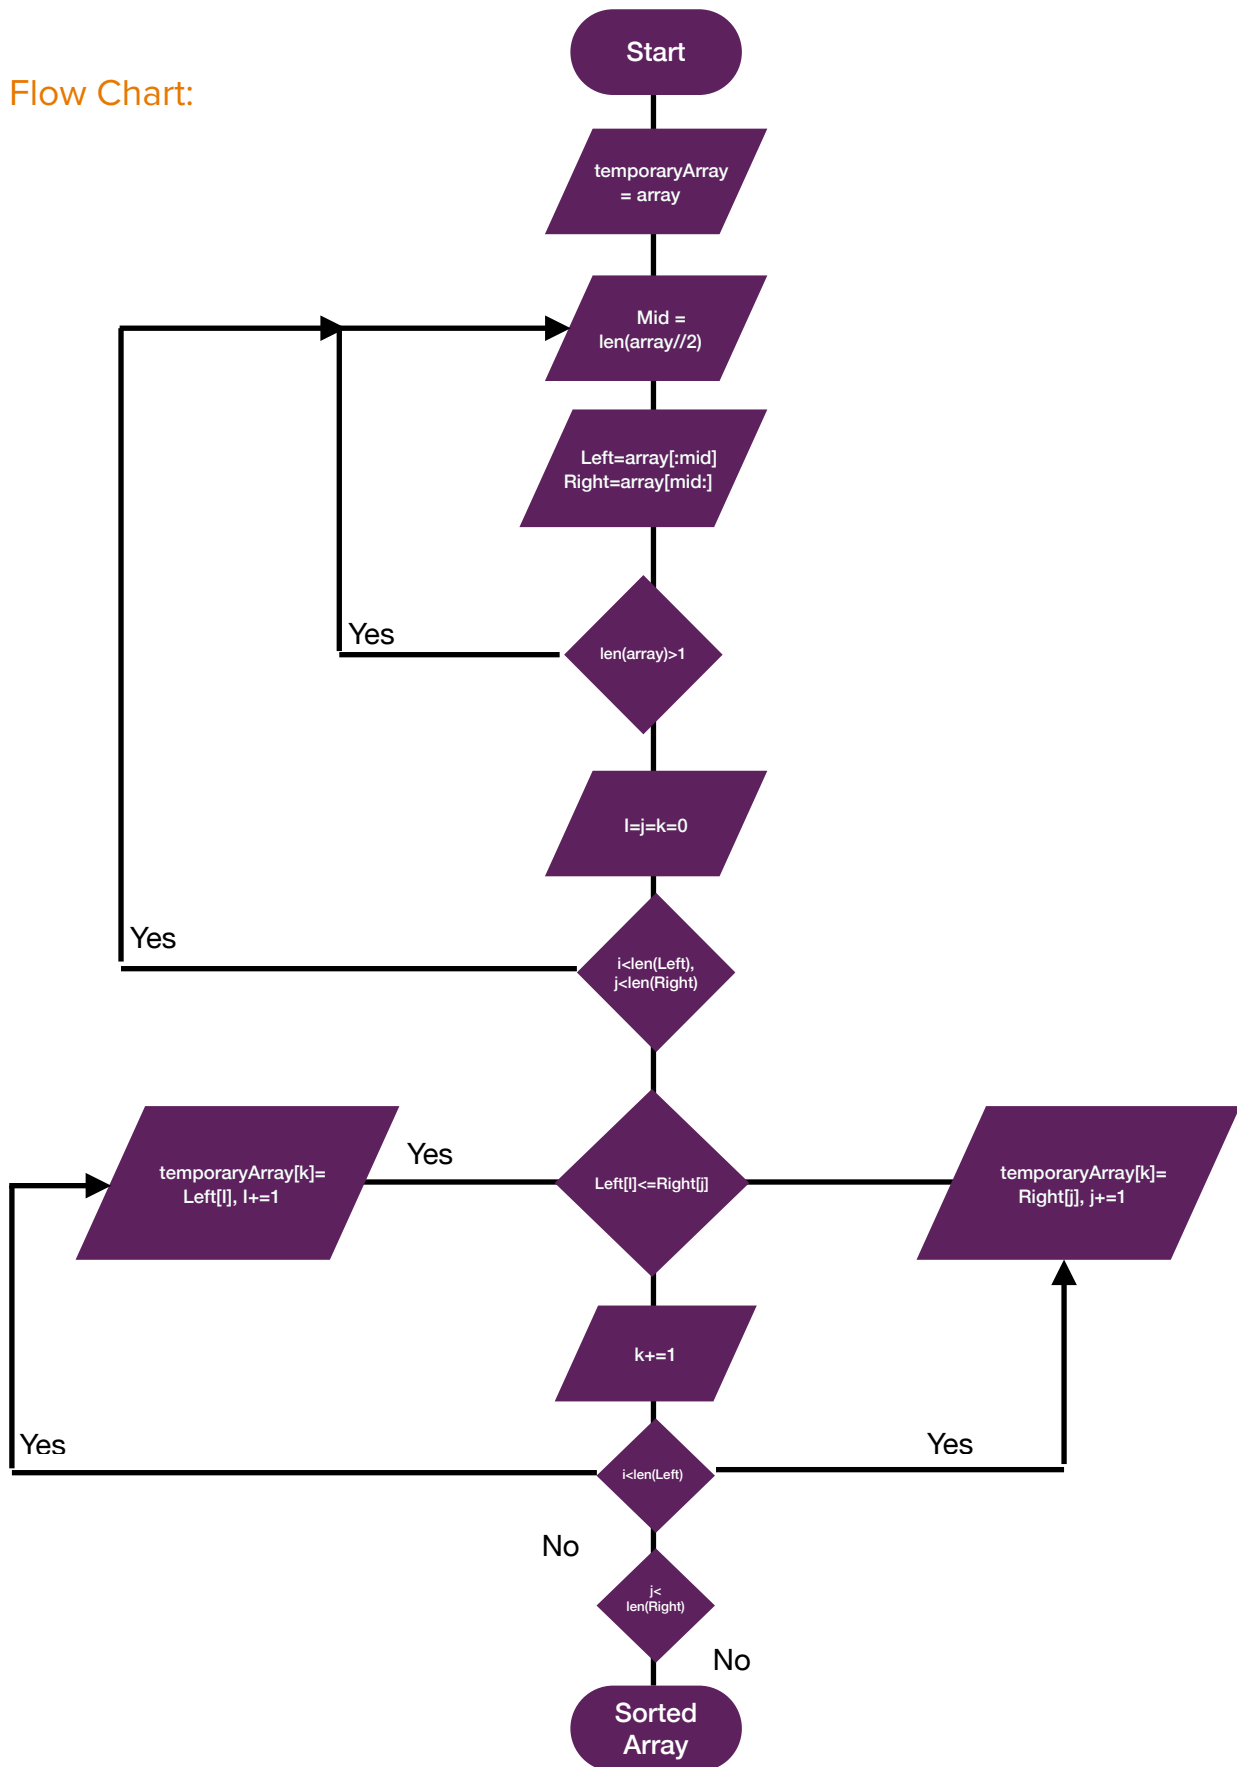 Start
Flow Chart:
temporaryArray
= array
Mid =
len(array//2)
Left=array[:mid]
Right=array[mid:]
Yes
len(array)>1
I=j=k=0
Yes
i<len(Left),
j<len(Right)
temporaryArray[k]=
Left[I], I+=1
Yes
Left[I]<=Right[j]
temporaryArray[k]=
Right[j], j+=1
k+=1
Yes
Yes
i<len(Left)
No
j<
len(Right)
No
Sorted
Array